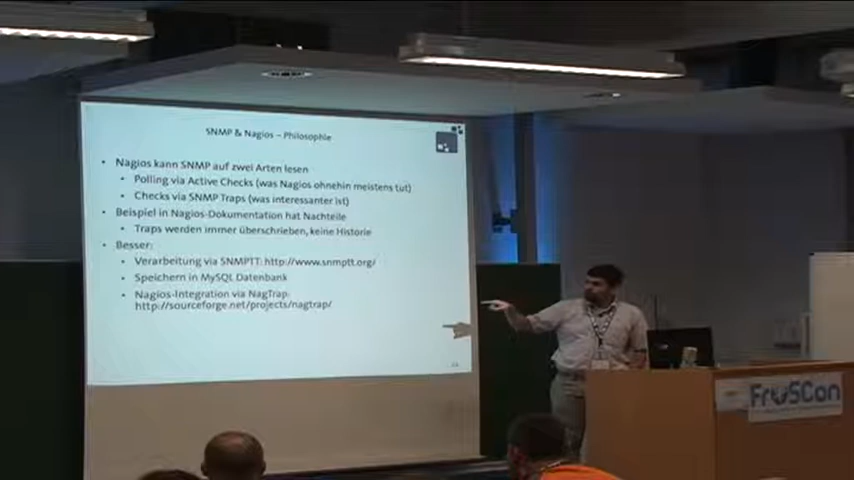 SNMP & Nagios – Philosophie
• Nagios kann SNMP auf zwei Arten lesen
• Polling via Active Checks (was Nagios ohnehin meistens tut)
• Checks via SNMP Traps (was interessanter ist)
• Beispiel in Nagios-Dokumentation hat Nachteile
• Traps werden immer überschrieben, keine Historie
• Besser:
• Verarbeitung via SNMPTT: http://www.snmptt.org/
• Speichern in MySQL Datenbank
• Nagios-Integration via NagTrap:
http://sourceforge.net/projects/nagtrap/
FrOSCon